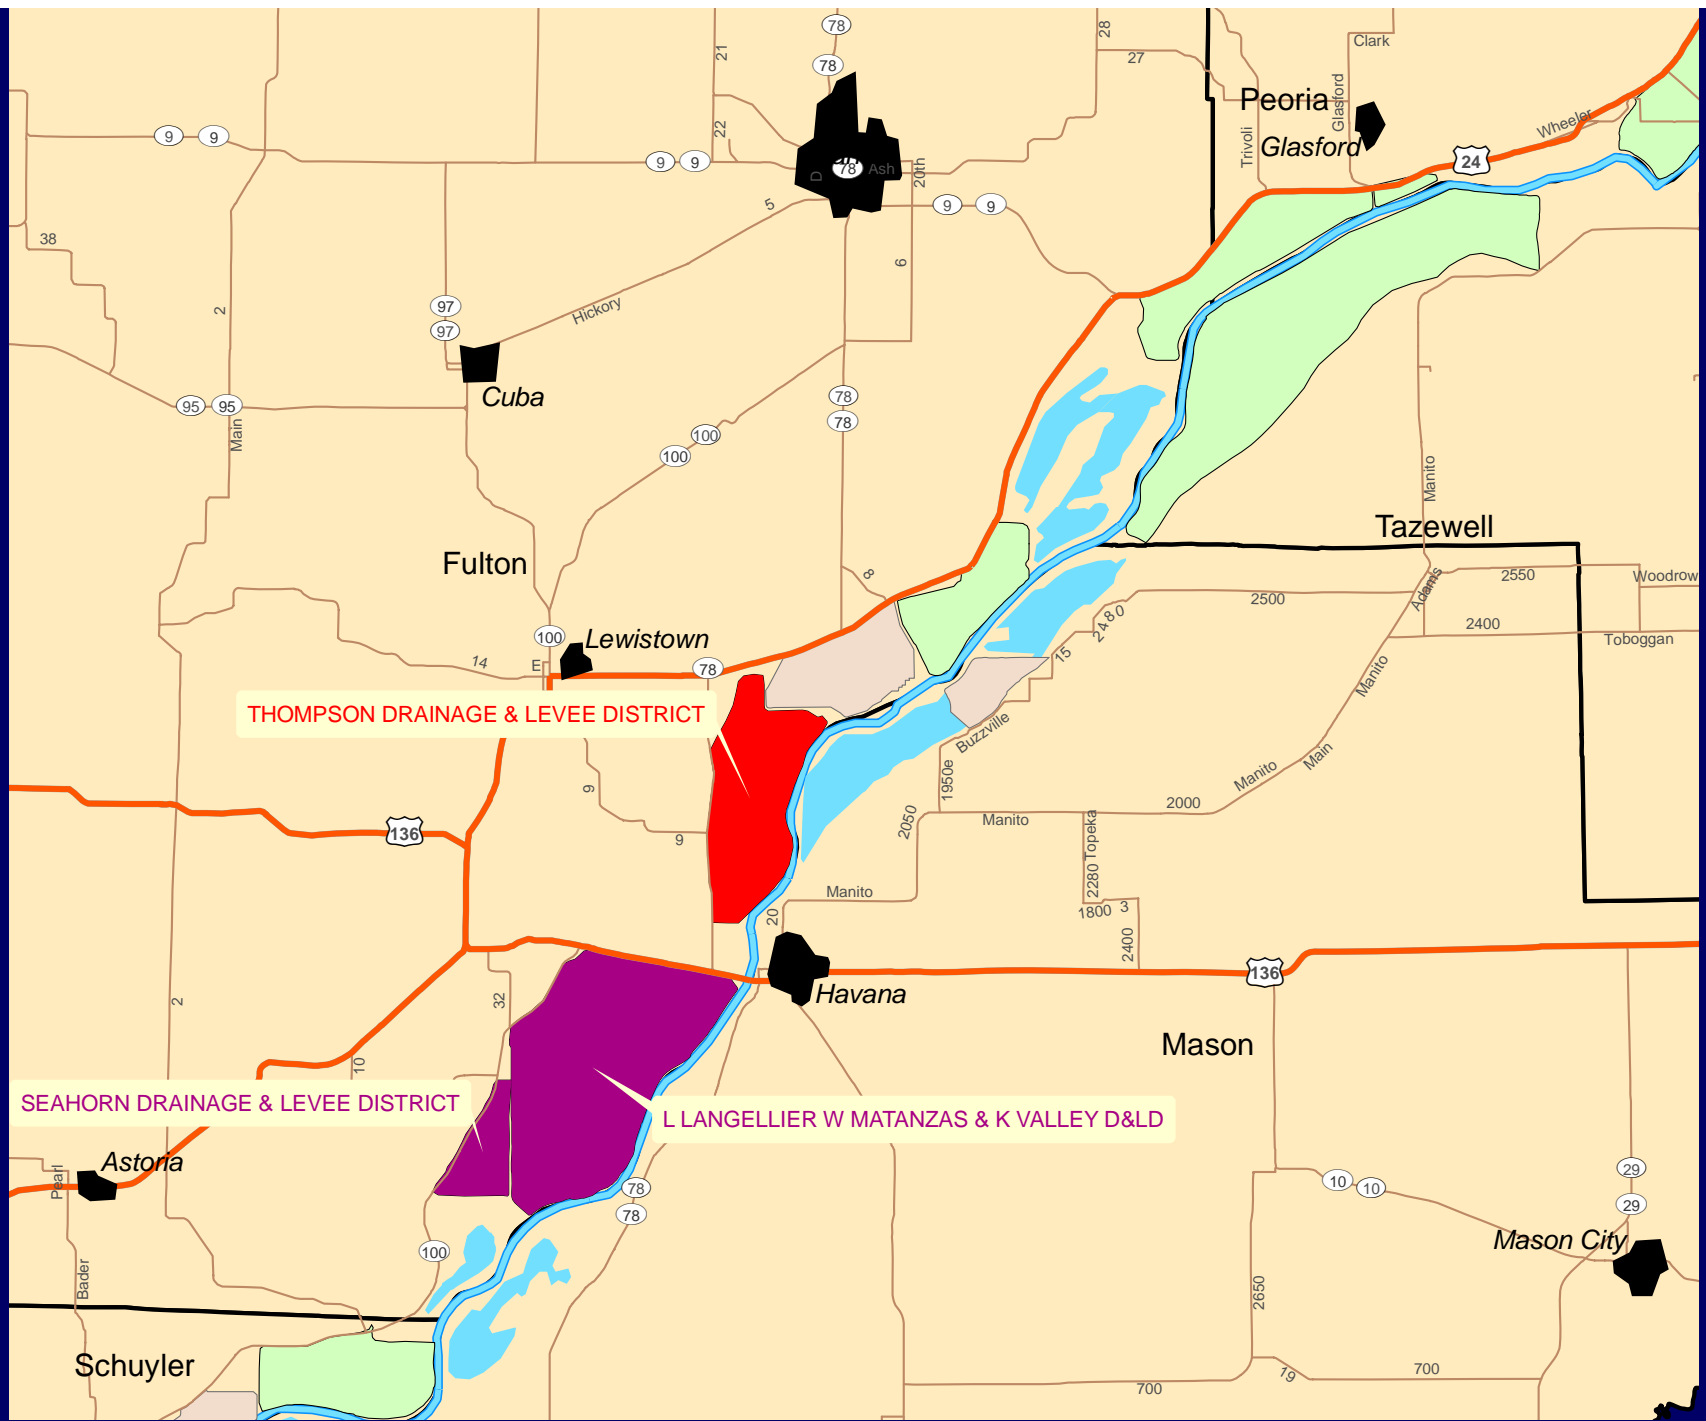 78
28
21
Clark
27
78
Peoria
Glasford
Wheeler
22
9
9
Trivoli
Glasford
9
9
24
D
78
Ash
20th
5
9
9
38
6
2
97
Hickory
97
Cuba
95
95
78
78
Main
100
100
Manito
Tazewell
Fulton
8
2550
Woodrow
Adams
2500
2480
2400
100
Lewistown
Toboggan
14
E
78
15
Manito
THOMPSON DRAINAGE & LEVEE DISTRICT
Buzzville
Main
Manito
1950e
9
2000
2050
Manito
136
9
2280 Topeka
Manito
20
1800
3
2400
136
Havana
2
32
Mason
10
SEAHORN DRAINAGE & LEVEE DISTRICT
L LANGELLIER W MATANZAS & K VALLEY D&LD
Astoria
Pearl
78
10
10
29
78
29
100
Mason City
Bader
2650
Schuyler
19
700
700